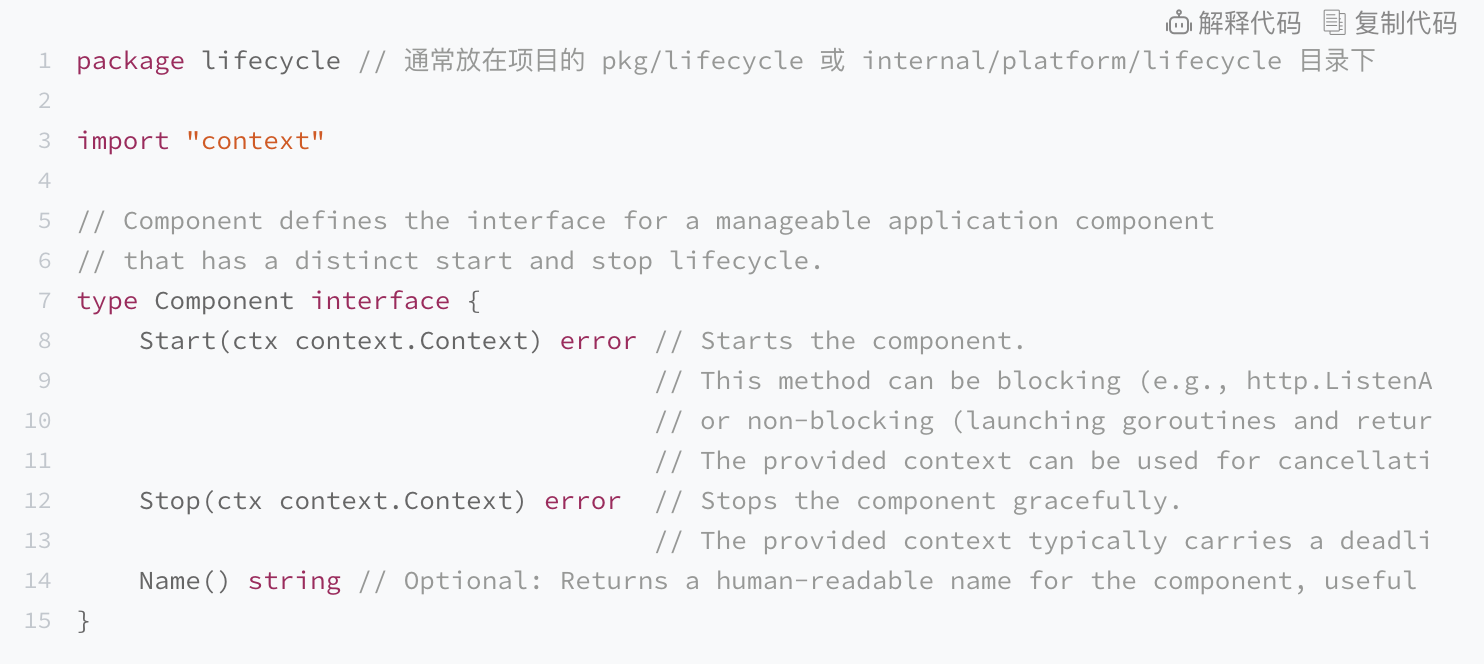 解释代码 复制代码
1 package lifecycle // 通常放在项目的 pkg/lifecycle 或 internal/platform/lifecycle 目录下
2
3 import "context"
4
5 // Component defines the interface for a manageable application component
6 // that has a distinct start and stop lifecycle.
7 type Component interface {
8     Start(ctx context.Context) error // Starts the component.
9                                      // This method can be blocking (e.g., http.ListenA
10                                      // or non-blocking (launching goroutines and retur
11                                      // The provided context can be used for cancellati
12     Stop(ctx context.Context) error  // Stops the component gracefully.
13                                      // The provided context typically carries a deadli
14     Name() string // Optional: Returns a human-readable name for the component, useful
15 }